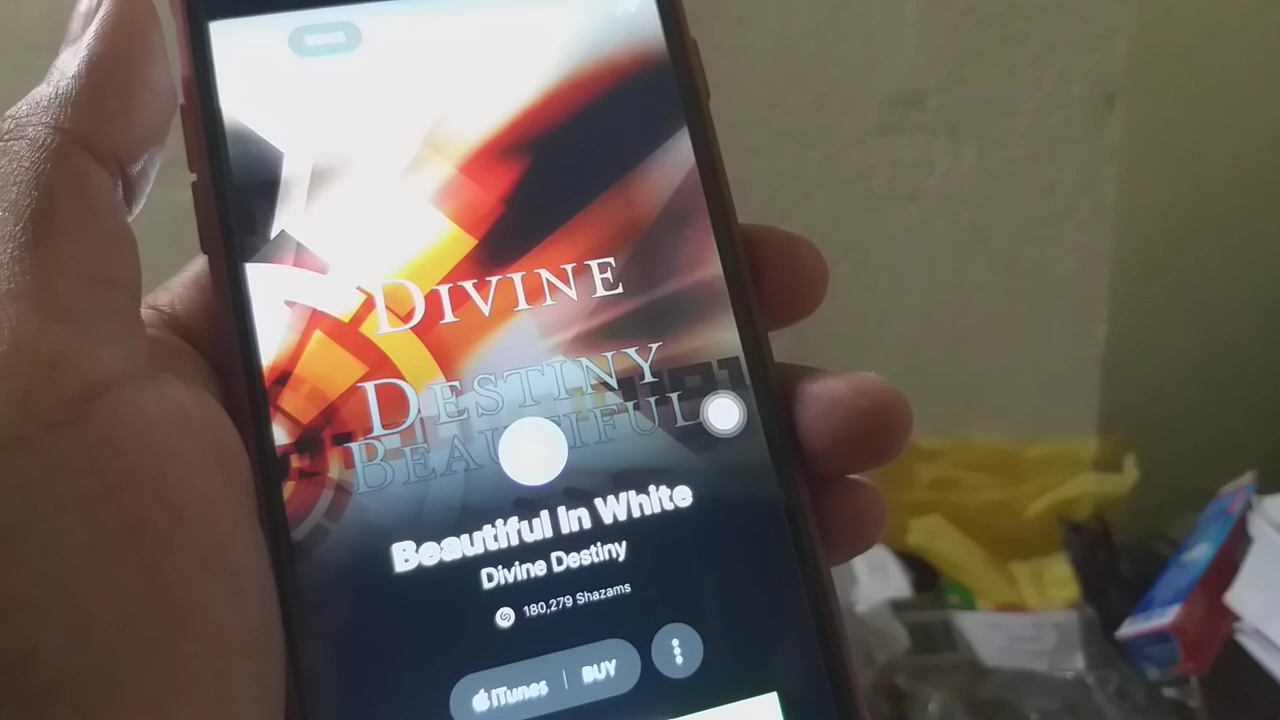 DIVINE
DESTINY
BEAUTIFUL
Beautiful In White
Divine Destiny
180,279 Shazams
iTunes | BUY